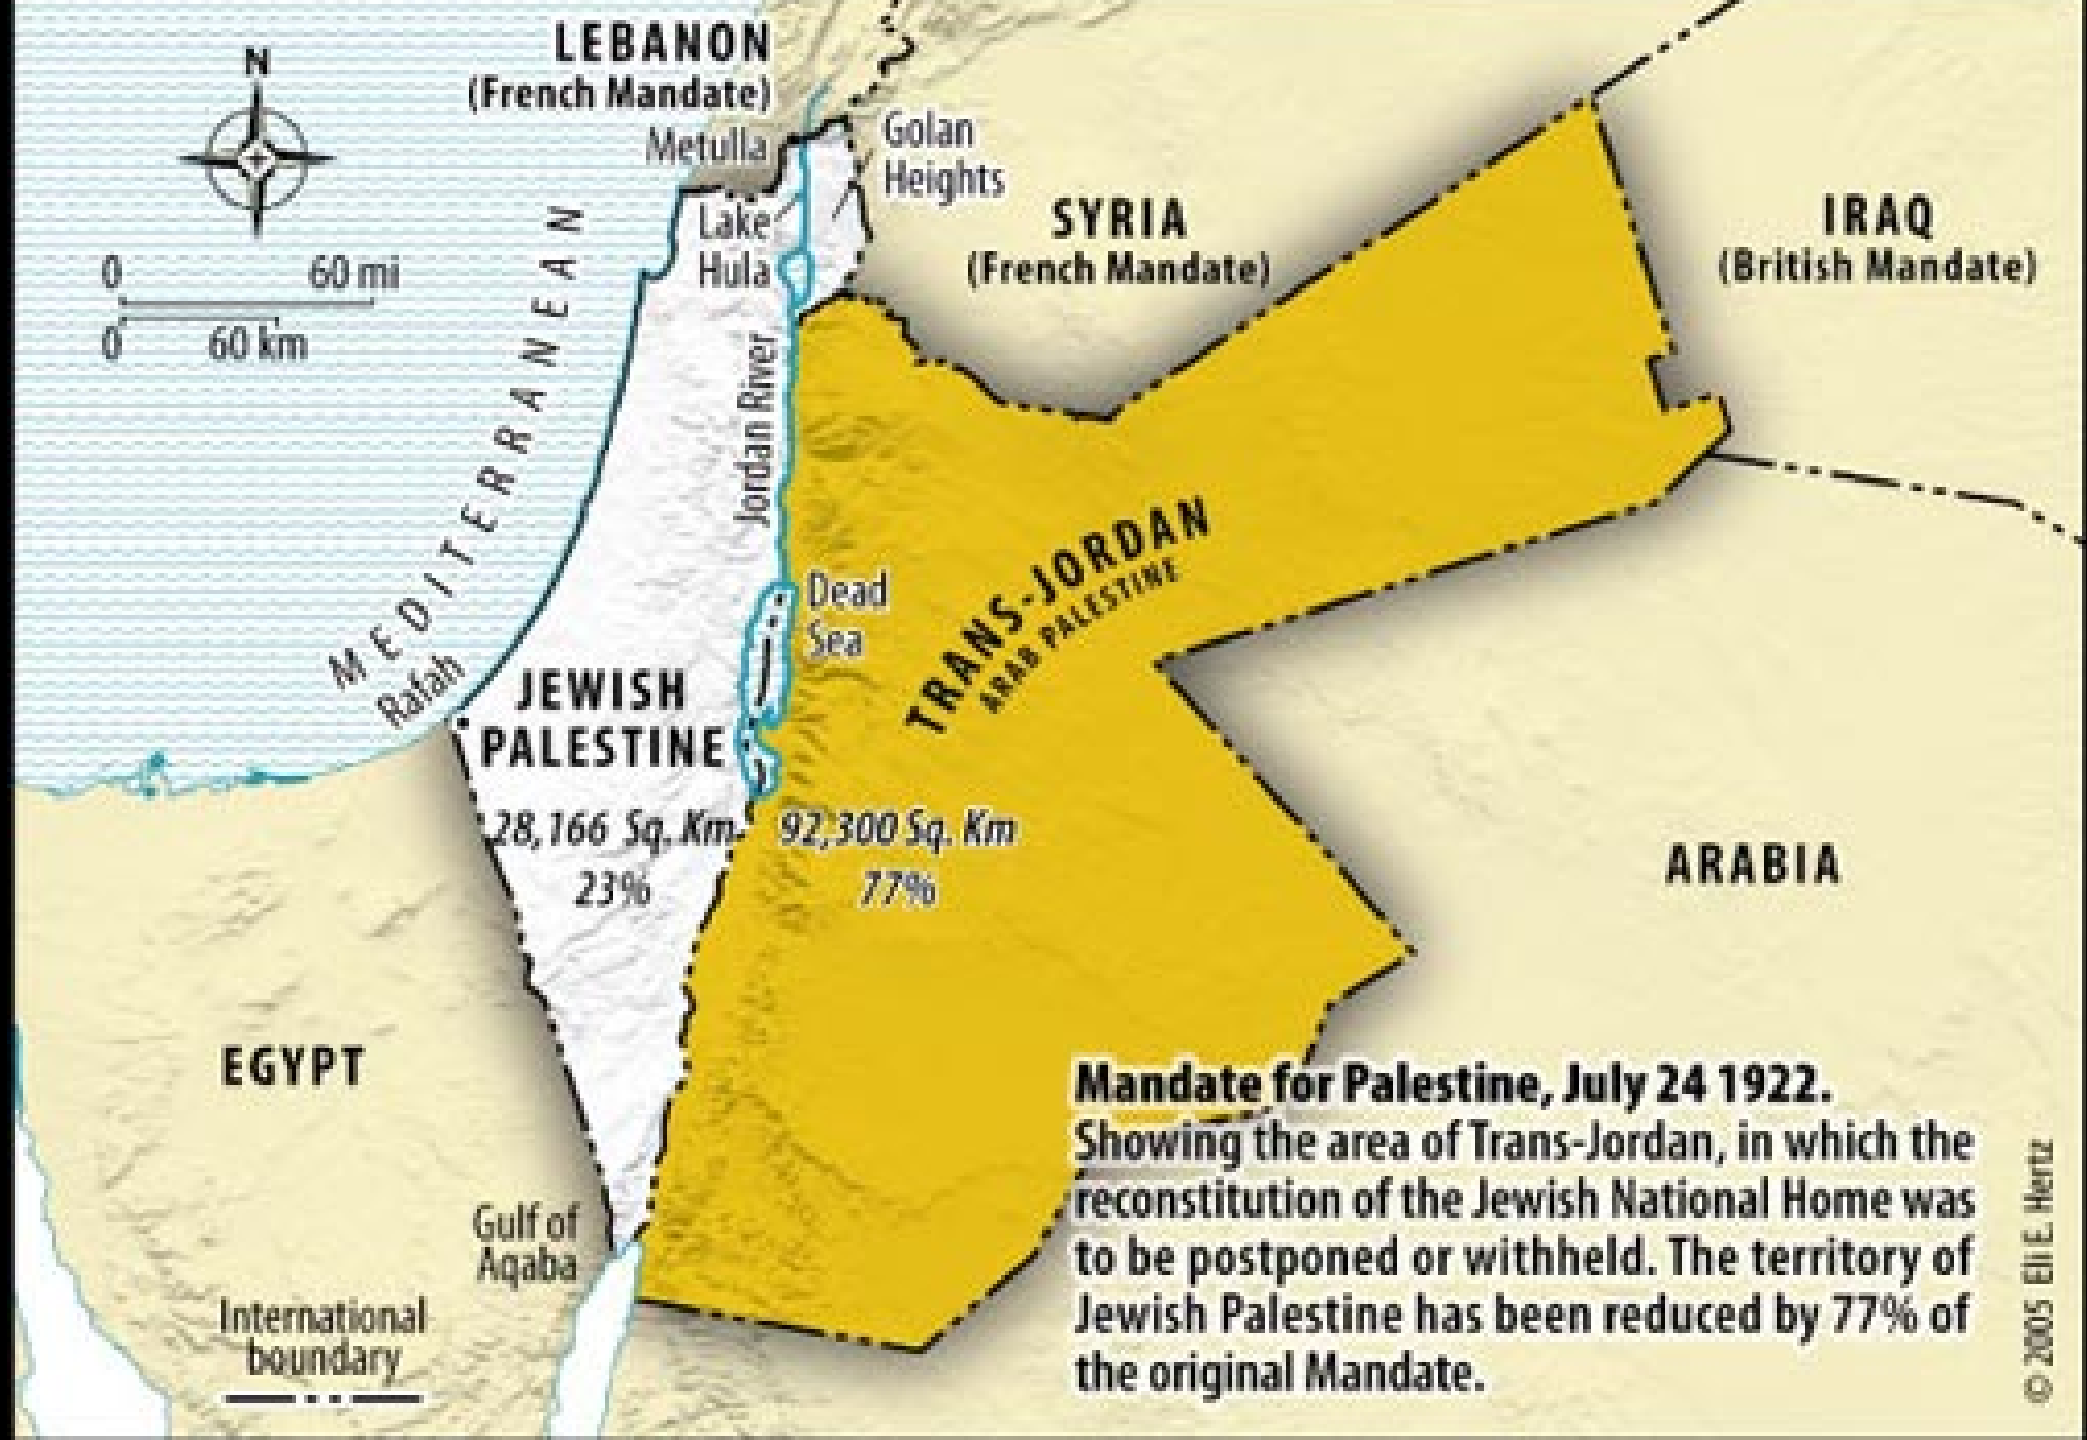 LEBANON
(French Mandate)
N
Metulla
Golan
Heights
Lake
Hula
SYRIA
(French Mandate)
IRAQ
(British Mandate)
0 60 mi
0 60 km
MEDITERRANEAN
Jordan River
Dead
Sea
TRANS-JORDAN
ARAB PALESTINE
Rafah
JEWISH
PALESTINE
28,166 Sq. Km
23%
92,300 Sq. Km
77%
ARABIA
EGYPT
Gulf of
Aqaba
International
boundary
Mandate for Palestine, July 24 1922.
Showing the area of Trans-Jordan, in which the
reconstitution of the Jewish National Home was
to be postponed or withheld. The territory of
Jewish Palestine has been reduced by 77% of
the original Mandate.
© 2005 Eli E. Hertz